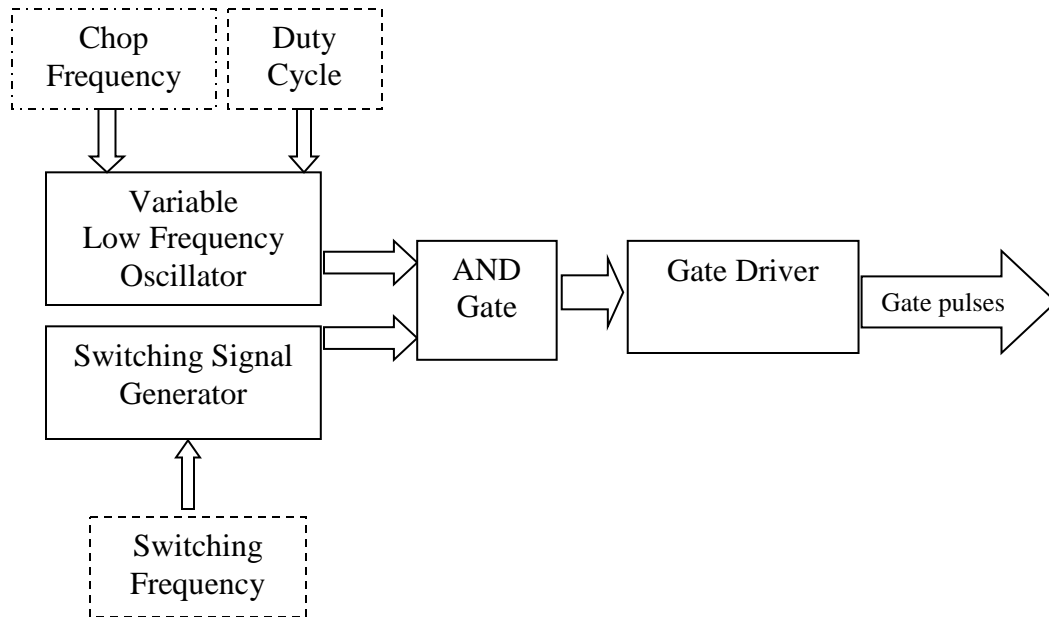 Chop
Frequency
Duty
Cycle
Variable
Low Frequency
Oscillator
AND
Gate
Gate Driver
Gate pulses
Switching Signal
Generator
Switching
Frequency